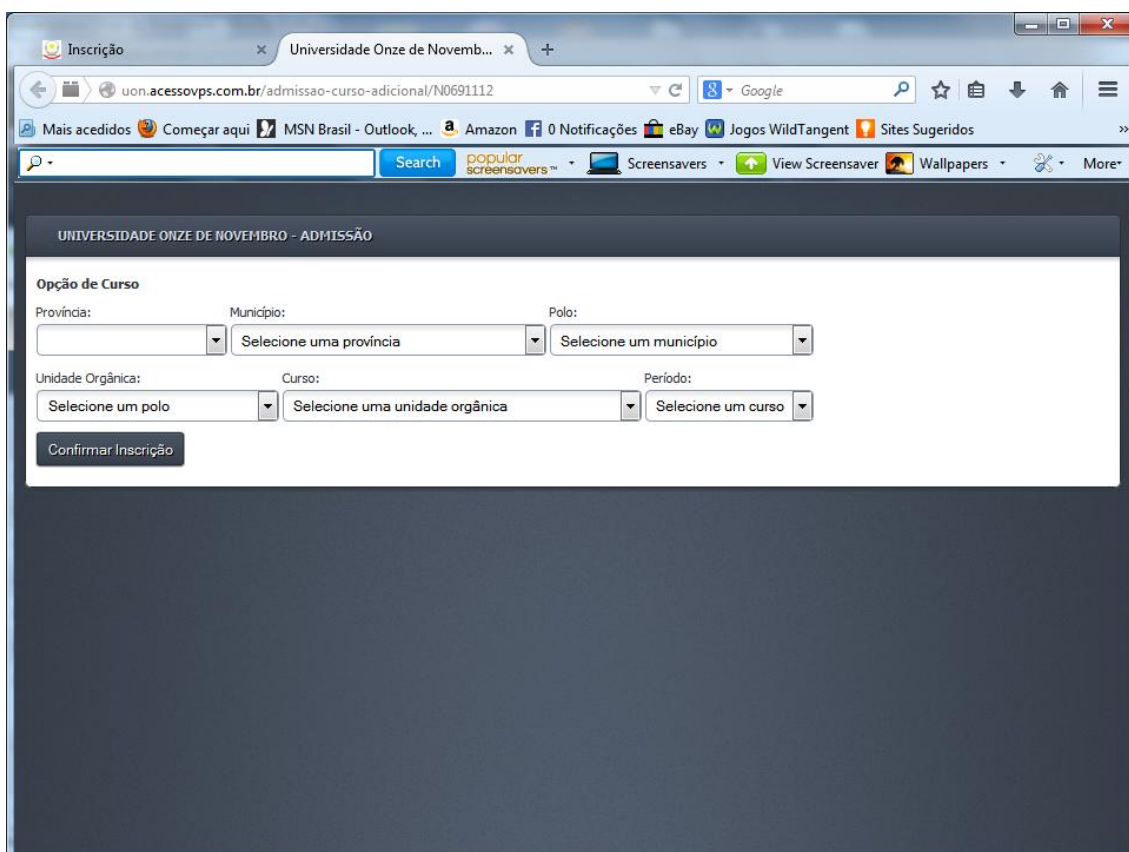 Inscrição
Universidade Onze de Novemb...
uon.acessovps.com.br/admissao-curso-adicional/N0691112
8 Google
Mais acedidos Começar aqui MSN Brasil - Outlook, ... a Amazon f 0 Notificações eBay W Jogos WildTangent Sites Sugeridos »
Search popular screensavers™ Screensavers View Screensaver Wallpapers More
UNIVERSIDADE ONZE DE NOVEMBRO - ADMISSÃO
Opção de Curso
Província: Município: Polo:
Selecione uma província Selecione um município
Unidade Orgânica: Curso: Período:
Selecione um polo Selecione uma unidade orgânica Selecione um curso
Confirmar Inscrição